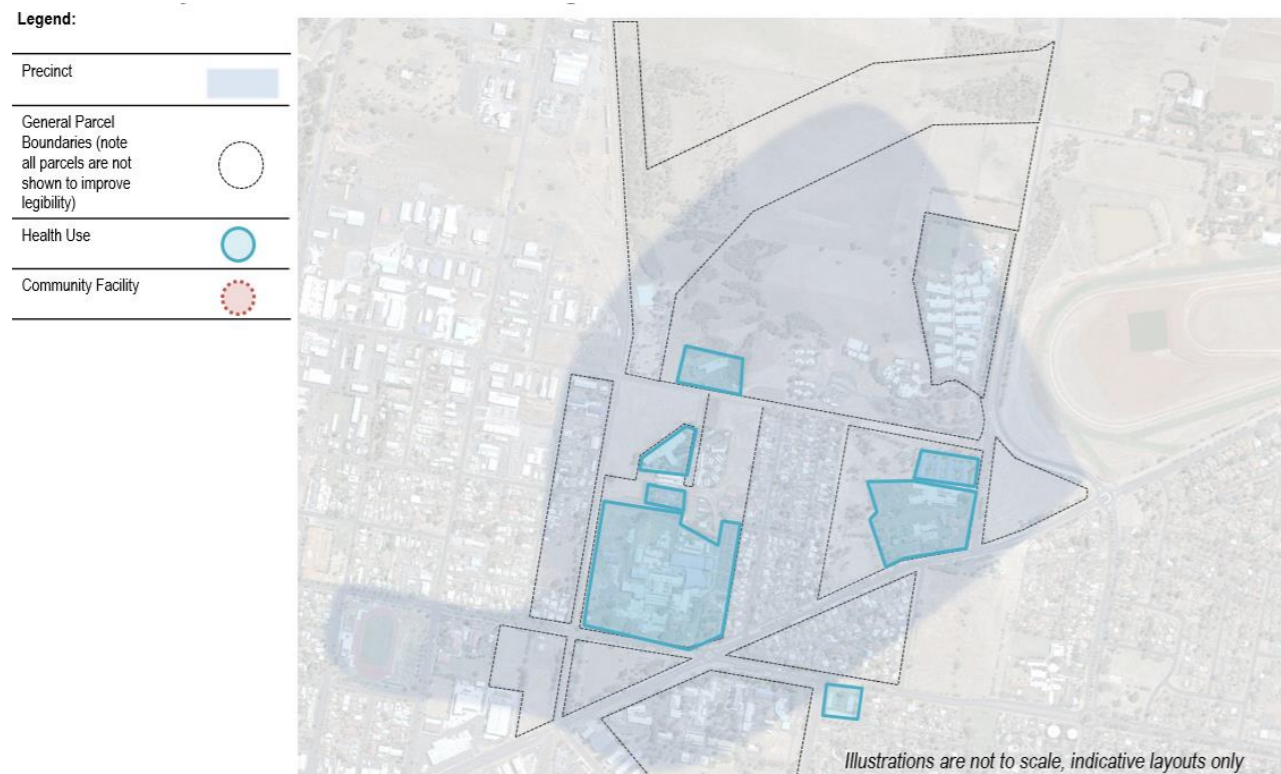 Legend:
Precinct
General Parcel
Boundaries (note
all parcels are not
shown to improve
legibility)
Health Use
Community Facility
Illustrations are not to scale, indicative layouts only